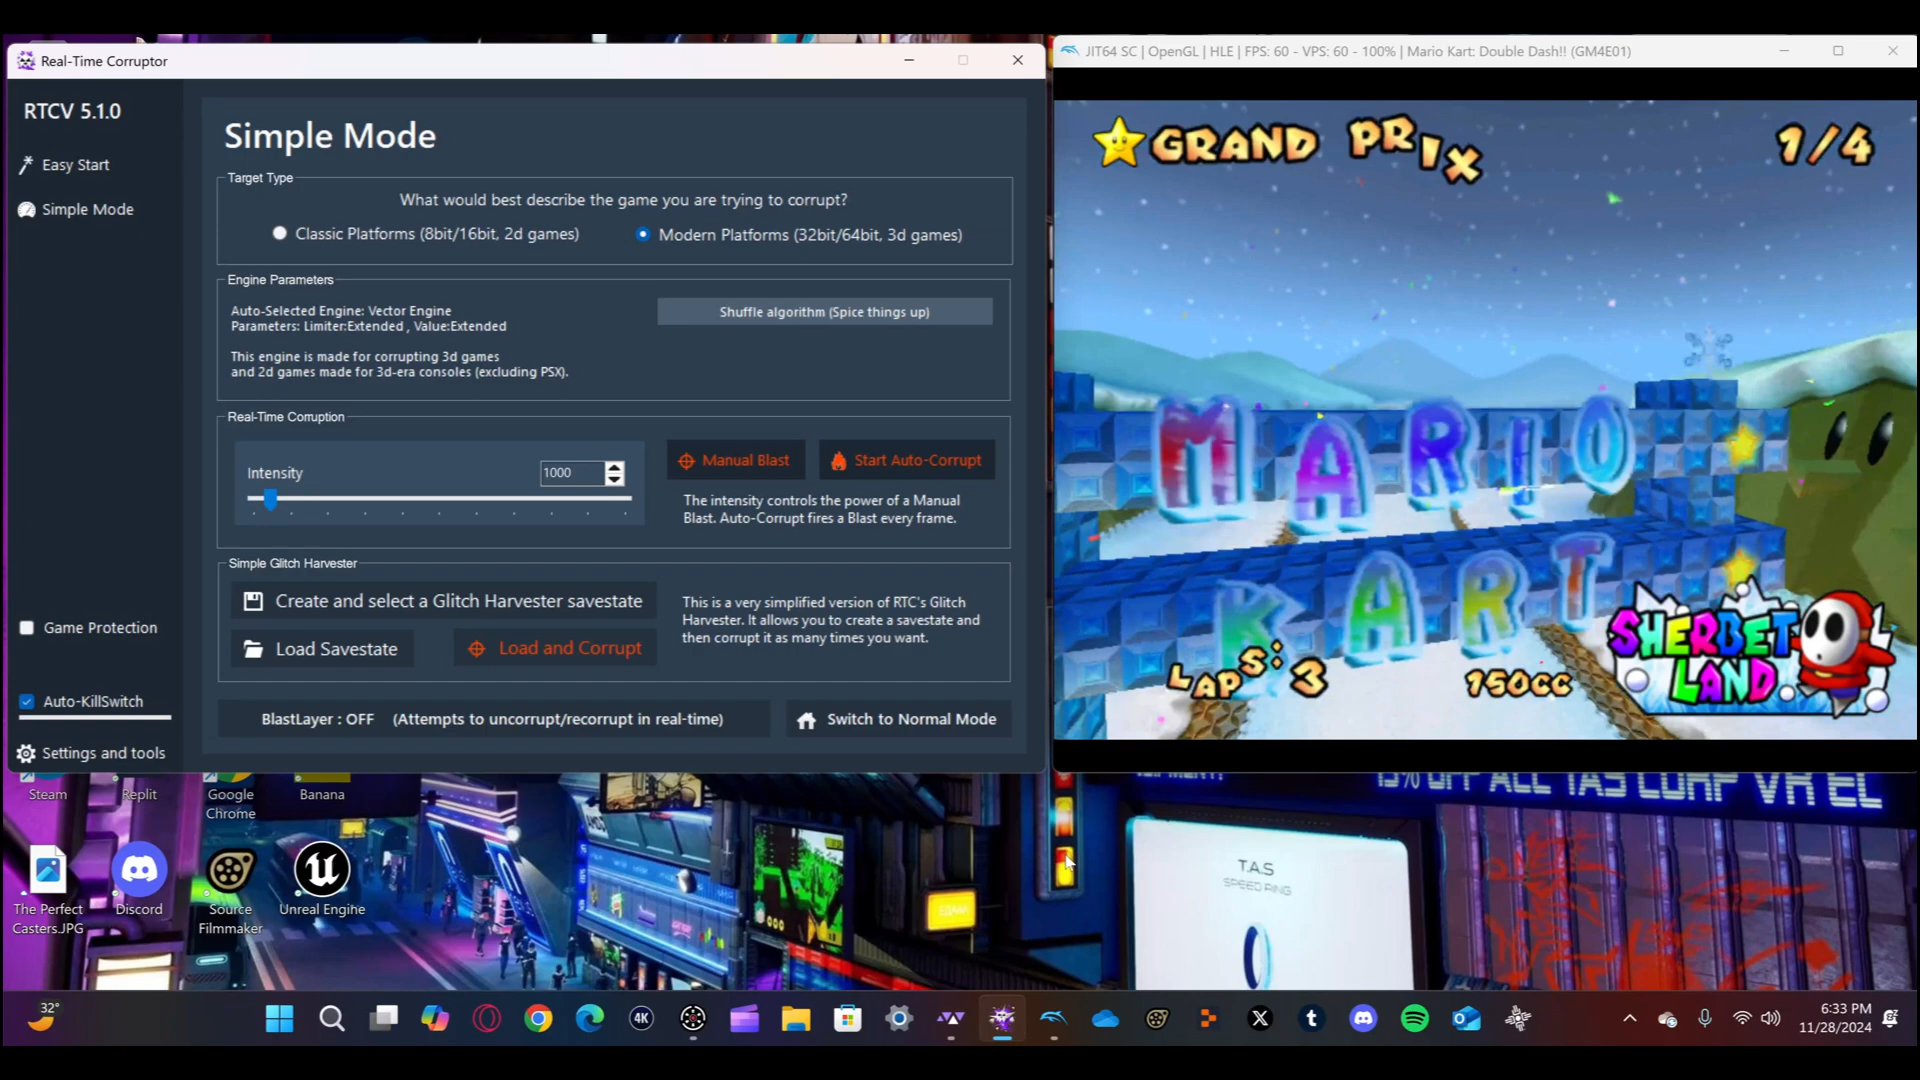 Real-Time Corruptor
RTCV 5.1.0
Easy Start
Simple Mode
Game Protection
Auto-KillSwitch
Settings and tools
Simple Mode
Target Type
What would best describe the game you are trying to corrupt?
Classic Platforms (8bit/16bit, 2d games)
Modern Platforms (32bit/64bit, 3d games)
Engine Parameters
Auto-Selected Engine: Vector Engine
Parameters: Limiter:Extended , Value:Extended
Shuffle algorithm (Spice things up)
This engine is made for corrupting 3d games
and 2d games made for 3d-era consoles (excluding PSX).
Real-Time Corruption
Intensity
1000
Manual Blast
Start Auto-Corrupt
The intensity controls the power of a Manual
Blast. Auto-Corrupt fires a Blast every frame.
Simple Glitch Harvester
Create and select a Glitch Harvester savestate
Load Savestate
Load and Corrupt
This is a very simplified version of RTC's Glitch
Harvester. It allows you to create a savestate and
then corrupt it as many times you want.
BlastLayer : OFF (Attempts to uncorrupt/recorrupt in real-time)
Switch to Normal Mode
JIT64 SC | OpenGL | HLE | FPS: 60 - VPS: 60 - 100% | Mario Kart: Double Dash!! (GM4E01)
GRAND PRIX
1/4
MARIO
KART
LAPS: 3
150cc
SHERBET
LAND
Steam
Replit
Google
Chrome
Banana
The Perfect
Casters.JPG
Discord
Source
Filmmaker
Unreal Engine
15% OFF ALL TAS CORP VR EL
T.A.S
SPEED RING
32°
4K
6:33 PM
11/28/2024